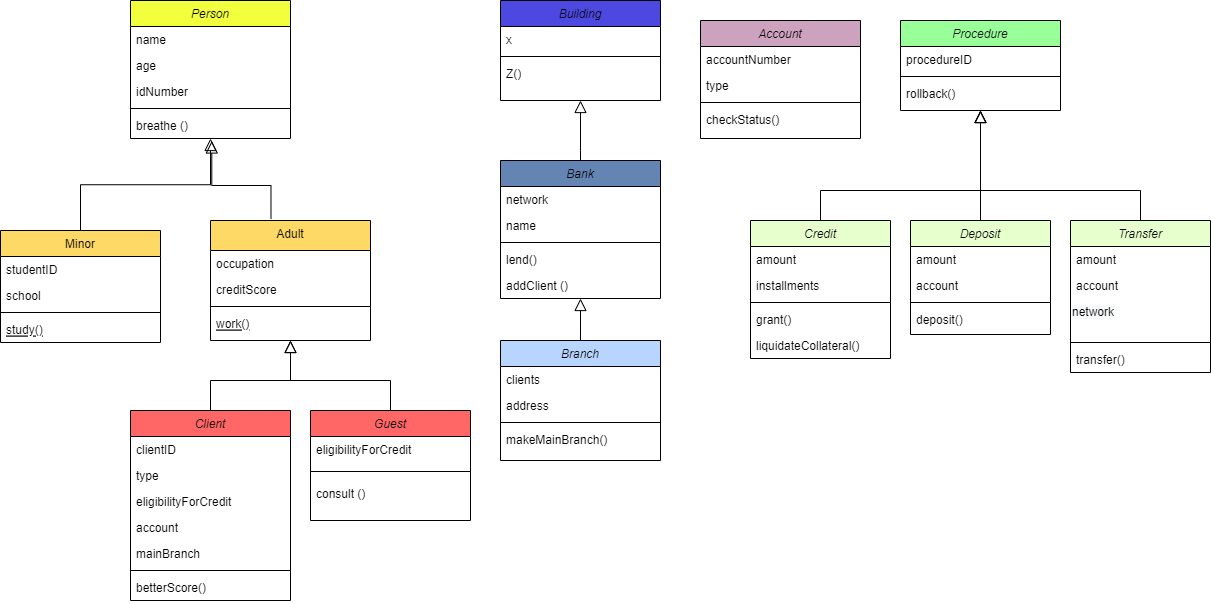 Person
name
age
idNumber
breathe ()
Minor
studentID
school
study()
Adult
occupation
creditScore
work()
Client
clientID
type
eligibilityForCredit
account
mainBranch
betterScore()
Guest
eligibilityForCredit
consult ()
Building
x
Z()
Bank
network
name
lend()
addClient ()
Branch
clients
address
makeMainBranch()
Account
accountNumber
type
checkStatus()
Procedure
procedureID
rollback()
Credit
amount
installments
grant()
liquidateCollateral()
Deposit
amount
account
deposit()
Transfer
amount
account
network
transfer()